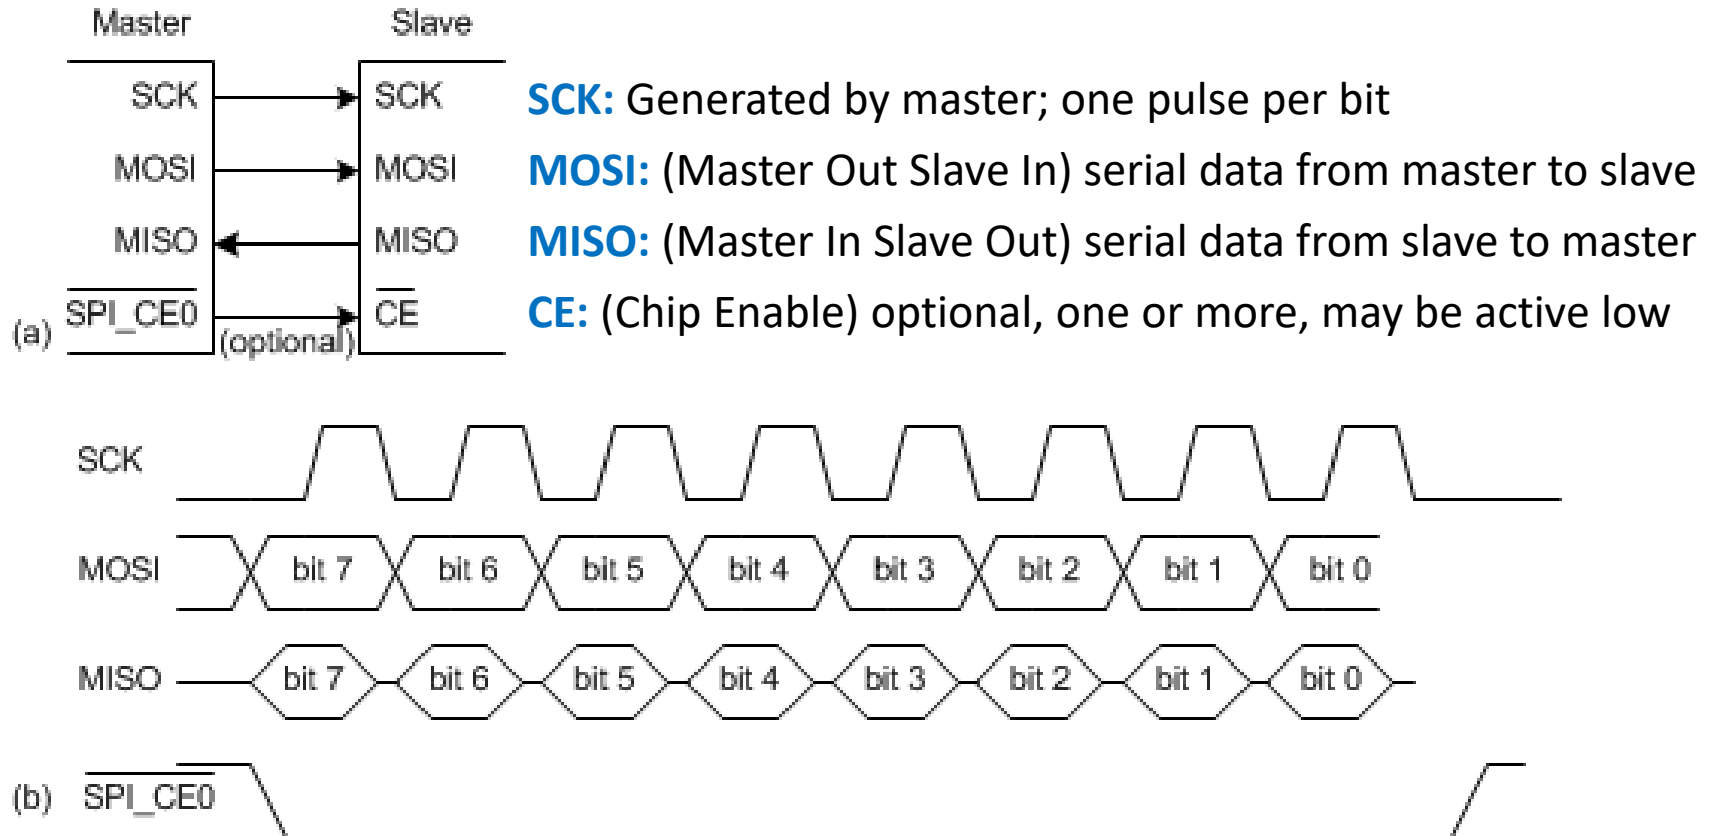 Master Slave
SCK SCK SCK: Generated by master; one pulse per bit
MOSI MOSI MOSI: (Master Out Slave In) serial data from master to slave
MISO MISO MISO: (Master In Slave Out) serial data from slave to master
(a) SPI_CE0 (optional) CE CE: (Chip Enable) optional, one or more, may be active low
SCK
MOSI bit 7 bit 6 bit 5 bit 4 bit 3 bit 2 bit 1 bit 0
MISO bit 7 bit 6 bit 5 bit 4 bit 3 bit 2 bit 1 bit 0
(b) SPI_CE0